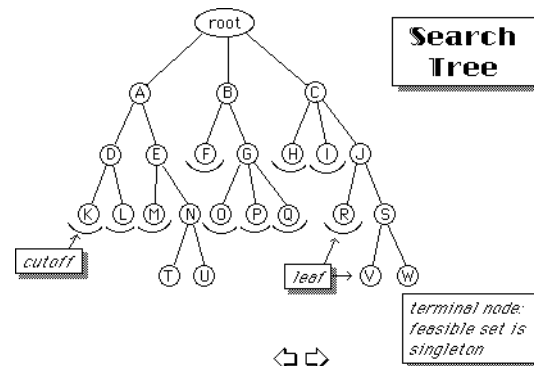 root
Search
Tree
A B C
D E F G H I J
K L M N O P Q R S
cutoff
T U leaf V W
terminal node:
feasible set is
singleton